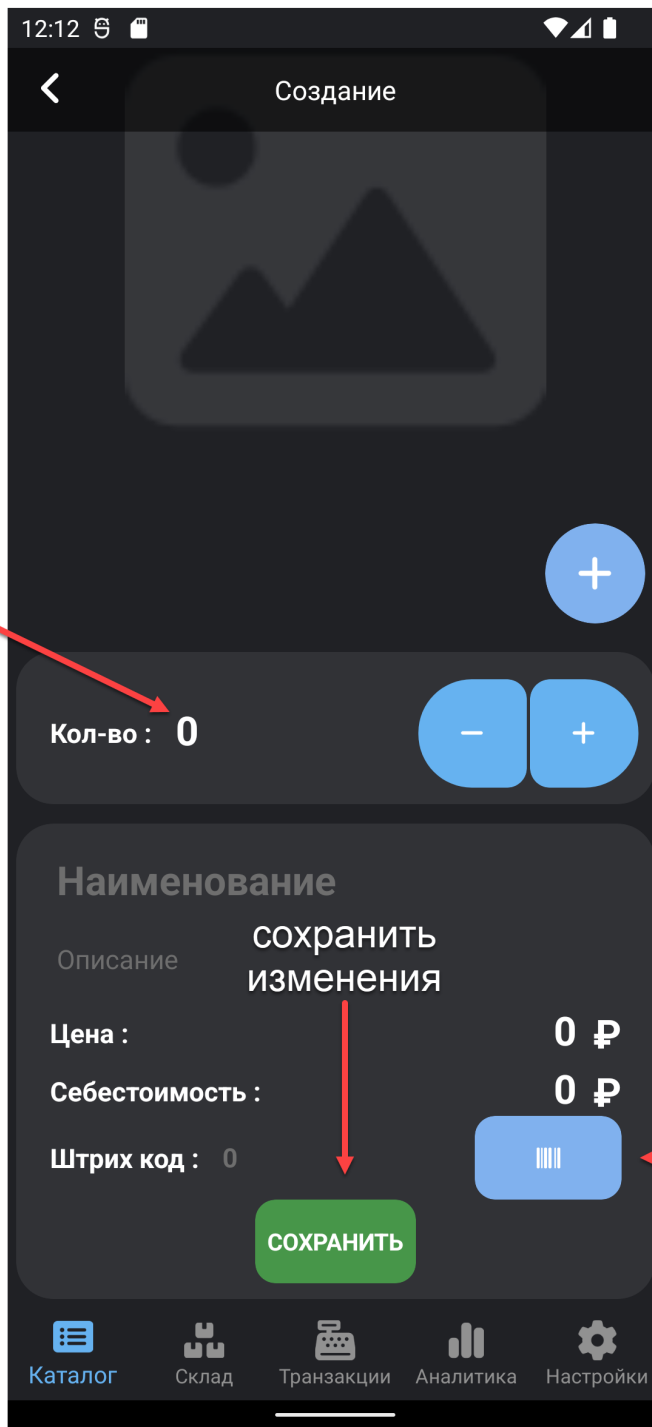 12:12
Создание
Кол-во : 0
Наименование
Описание
сохранить
изменения
Цена : 0 ₽
Себестоимость : 0 ₽
Штрих код : 0
СОХРАНИТЬ
Каталог Склад Транзакции Аналитика Настройки